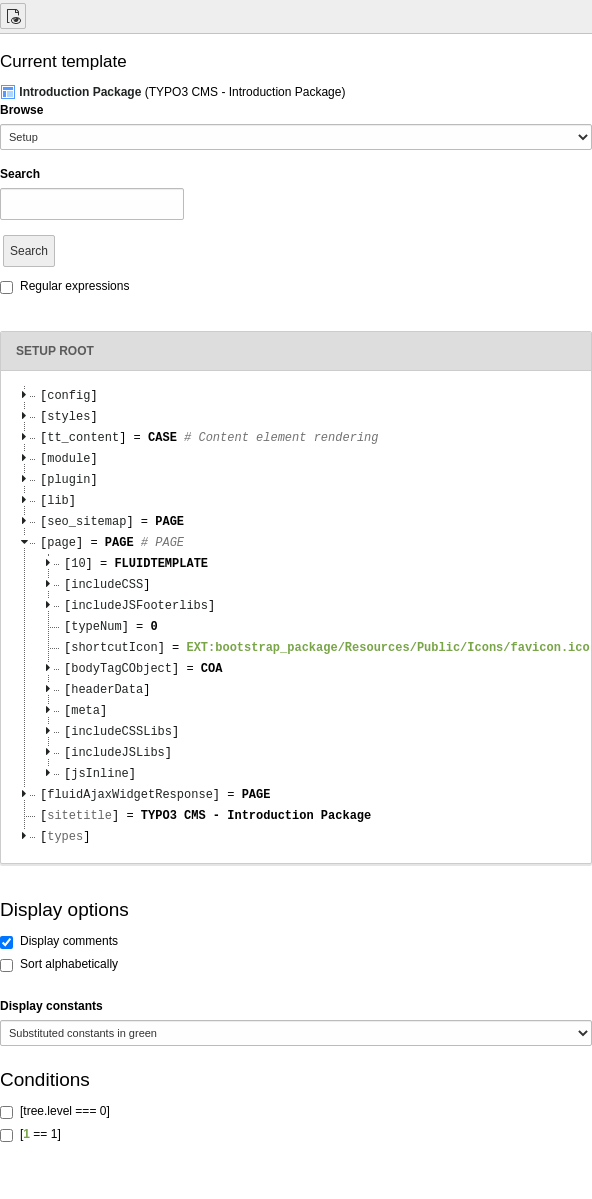 Current template
Introduction Package (TYPO3 CMS - Introduction Package)
Browse
Setup
Search
Search
Regular expressions
SETUP ROOT
[config]
[styles]
[tt_content] = CASE # Content element rendering
[module]
[plugin]
[lib]
[seo_sitemap] = PAGE
[page] = PAGE # PAGE
[10] = FLUIDTEMPLATE
[includeCSS]
[includeJSFooterlibs]
[typeNum] = 0
[shortcutIcon] = EXT:bootstrap_package/Resources/Public/Icons/favicon.ico
[bodyTagCObject] = COA
[headerData]
[meta]
[includeCSSLibs]
[includeJSLibs]
[jsInline]
[fluidAjaxWidgetResponse] = PAGE
[sitetitle] = TYPO3 CMS - Introduction Package
[types]
Display options
Display comments
Sort alphabetically
Display constants
Substituted constants in green
Conditions
[tree.level === 0]
[1 == 1]